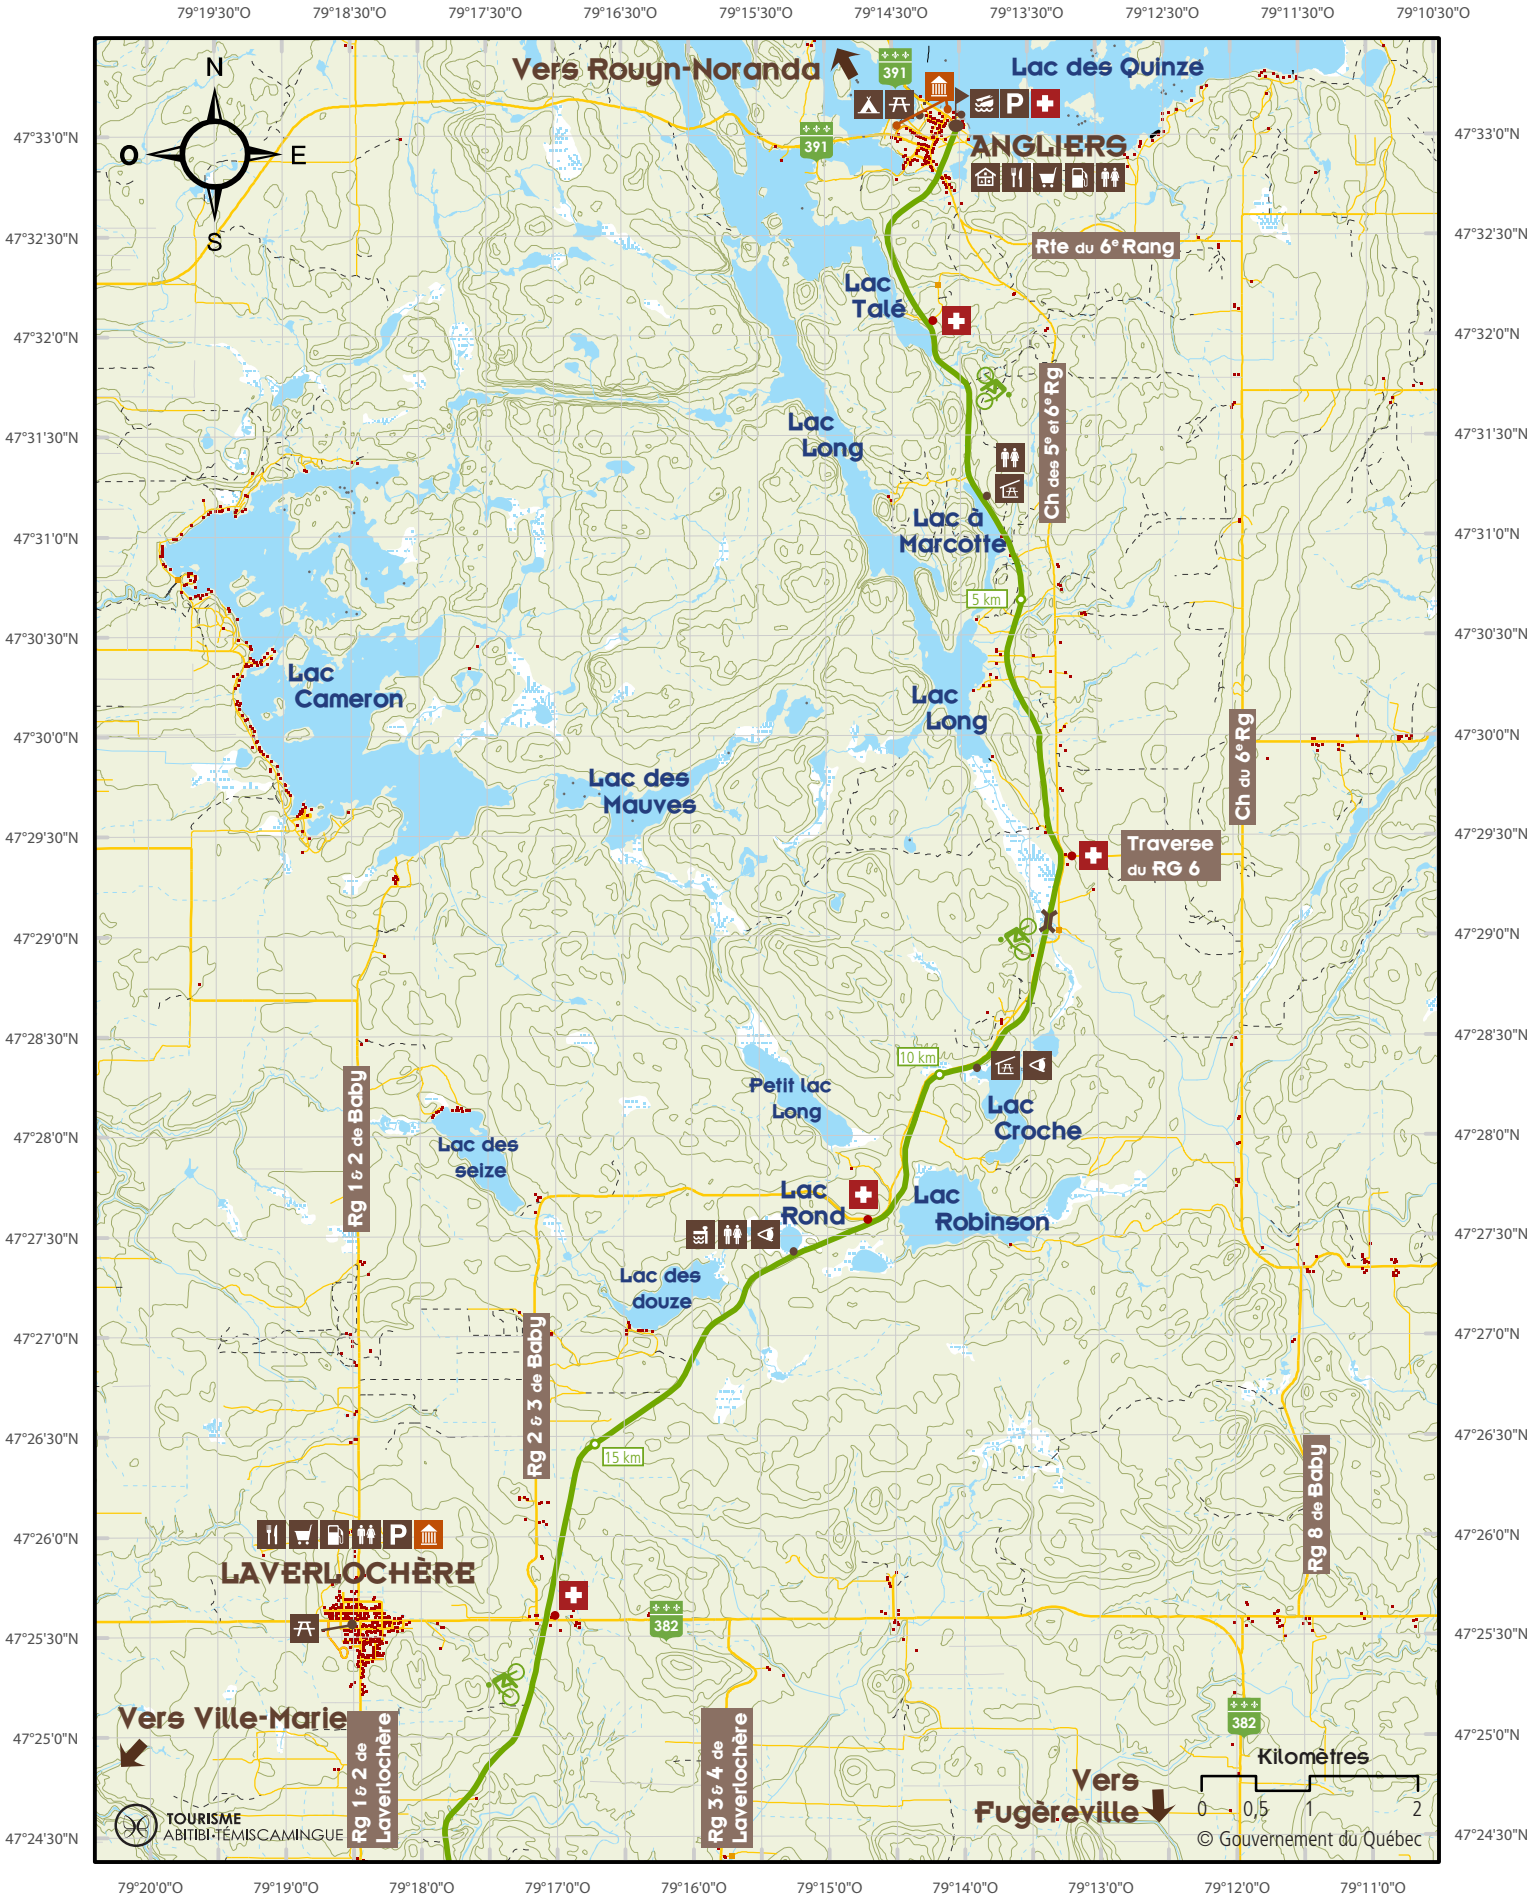 79°19'30"O
79°18'30"O
79°17'30"O
79°16'30"O
79°15'30"O
79°14'30"O
79°13'30"O
79°12'30"O
79°11'30"O
79°10'30"O
N
O
E
S
Vers Rouyn-Noranda
391
Lac des Quinze
P
391
ANGLIERS
Rte du 6e Rang
Lac
Talé
Ch des 5e et 6e Rg
Lac
Long
Lac à
Marcotte
5 km
Lac
Cameron
Lac
Long
Ch du 6e Rg
Lac des
Mauves
Traverse
du RG 6
10 km
Petit lac
Long
Lac
Croche
Rg 1 & 2 de Baby
Lac des
seize
Lac
Rond
Lac
Robinson
Lac des
douze
Rg 2 & 3 de Baby
15 km
Rg 8 de Baby
P
LAVERLOCHÈRE
382
Vers Ville-Marie
Rg 1 & 2 de
Laverlochère
Rg 3 & 4 de
Laverlochère
382
Vers
Fugèreville
Kilomètres
0
0,5
1
2
© Gouvernement du Québec
TOURISME
ABITIBI-TÉMISCAMINGUE
47°33'0"N
47°32'30"N
47°32'0"N
47°31'30"N
47°31'0"N
47°30'30"N
47°30'0"N
47°29'30"N
47°29'0"N
47°28'30"N
47°28'0"N
47°27'30"N
47°27'0"N
47°26'30"N
47°26'0"N
47°25'30"N
47°25'0"N
47°24'30"N
47°33'0"N
47°32'30"N
47°32'0"N
47°31'30"N
47°31'0"N
47°30'30"N
47°30'0"N
47°29'30"N
47°29'0"N
47°28'30"N
47°28'0"N
47°27'30"N
47°27'0"N
47°26'30"N
47°26'0"N
47°25'30"N
47°25'0"N
47°24'30"N
79°20'0"O
79°19'0"O
79°18'0"O
79°17'0"O
79°16'0"O
79°15'0"O
79°14'0"O
79°13'0"O
79°12'0"O
79°11'0"O